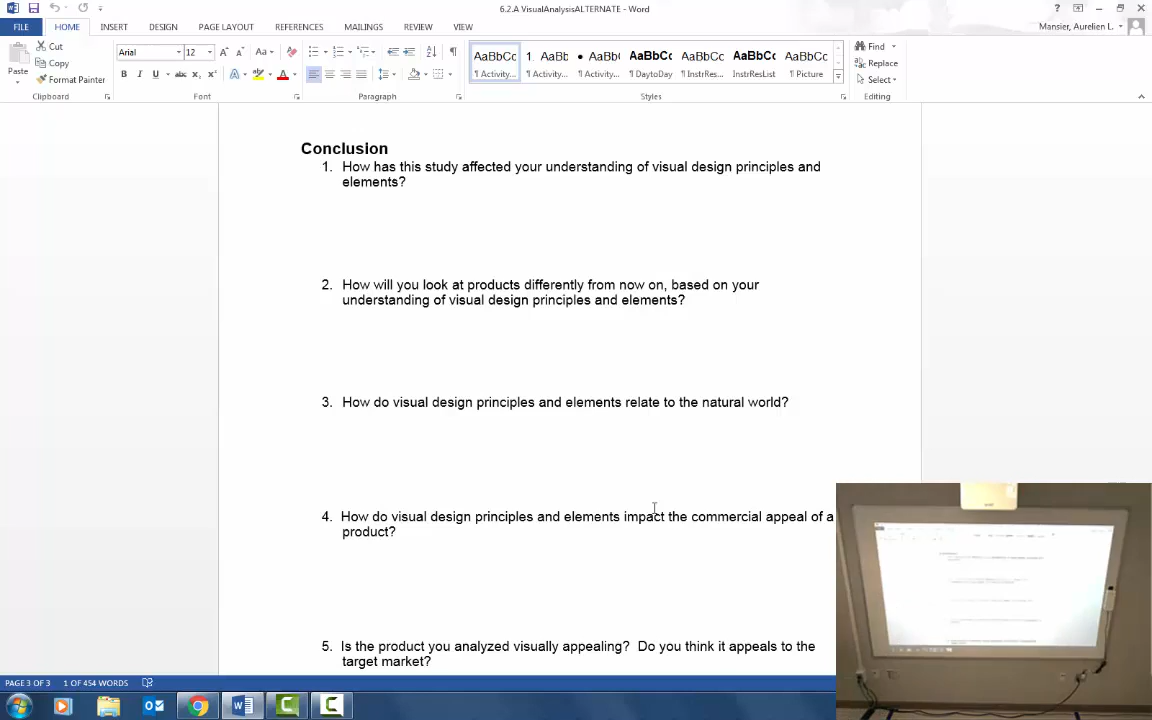 6.2.A VisualAnalysisALTERNATE - Word
FILE HOME INSERT DESIGN PAGE LAYOUT REFERENCES MAILINGS REVIEW VIEW Mansier, Aurelien L.
Paste Cut Copy Format Painter
Arial 12
AaBbCc 1. AaBb • AaBb( AaBbCc AaBbCc AaBbCc AaBbCc
¶ Activity... ¶ Activity... ¶ Activity... ¶ DaytoDay ¶ InstrRes... InstrResList ¶ Picture
Find Replace Select
Clipboard Font Paragraph Styles Editing
Conclusion
1. How has this study affected your understanding of visual design principles and
elements?
2. How will you look at products differently from now on, based on your
understanding of visual design principles and elements?
3. How do visual design principles and elements relate to the natural world?
4. How do visual design principles and elements impact the commercial appeal of a
product?
5. Is the product you analyzed visually appealing? Do you think it appeals to the
target market?
PAGE 3 OF 3 1 OF 454 WORDS